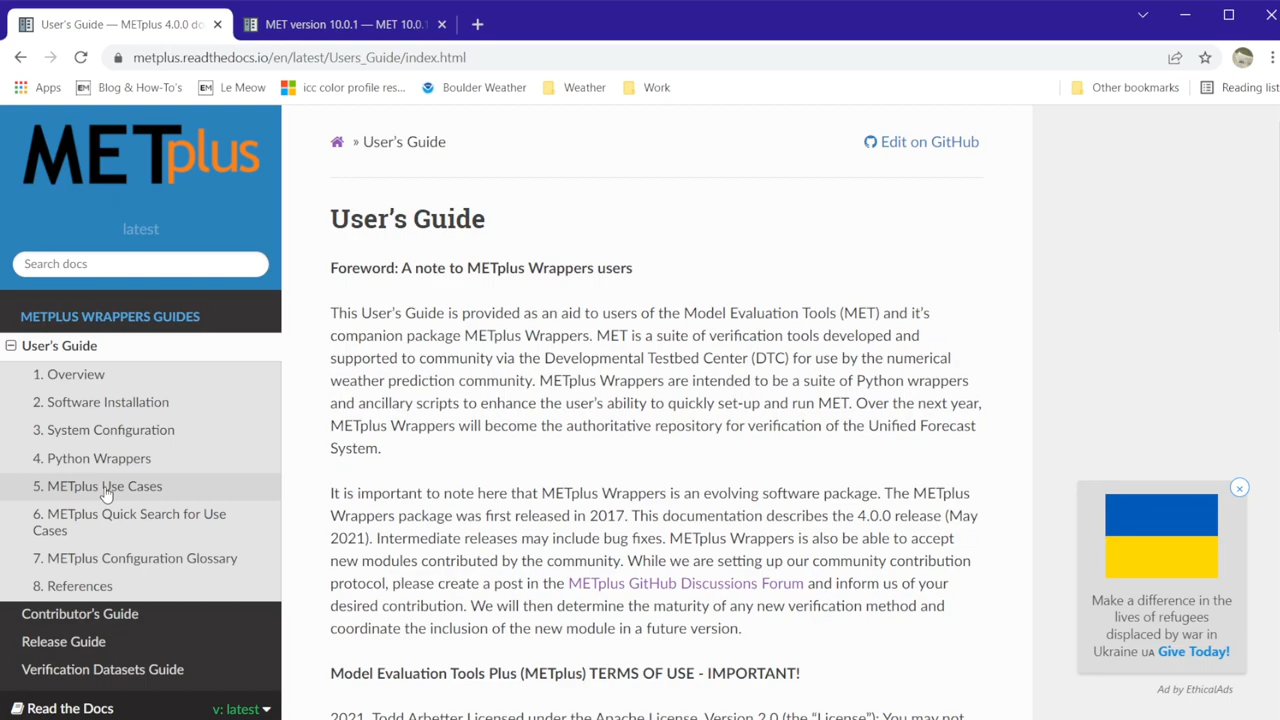 User's Guide — METplus 4.0.0 do
MET version 10.0.1 — MET 10.0.
metplus.readthedocs.io/en/latest/Users_Guide/index.html
Apps
EM Blog & How-To's
EM Le Meow
icc color profile res...
Boulder Weather
Weather
Work
Other bookmarks
Reading list
METplus
latest
Search docs
METPLUS WRAPPERS GUIDES
User's Guide
1. Overview
2. Software Installation
3. System Configuration
4. Python Wrappers
5. METplus Use Cases
6. METplus Quick Search for Use
Cases
7. METplus Configuration Glossary
8. References
Contributor's Guide
Release Guide
Verification Datasets Guide
Read the Docs
v: latest
» User's Guide
Edit on GitHub
User's Guide
Foreword: A note to METplus Wrappers users
This User's Guide is provided as an aid to users of the Model Evaluation Tools (MET) and it's
companion package METplus Wrappers. MET is a suite of verification tools developed and
supported to community via the Developmental Testbed Center (DTC) for use by the numerical
weather prediction community. METplus Wrappers are intended to be a suite of Python wrappers
and ancillary scripts to enhance the user's ability to quickly set-up and run MET. Over the next year,
METplus Wrappers will become the authoritative repository for verification of the Unified Forecast
System.
It is important to note here that METplus Wrappers is an evolving software package. The METplus
Wrappers package was first released in 2017. This documentation describes the 4.0.0 release (May
2021). Intermediate releases may include bug fixes. METplus Wrappers is also be able to accept
new modules contributed by the community. While we are setting up our community contribution
protocol, please create a post in the METplus GitHub Discussions Forum and inform us of your
desired contribution. We will then determine the maturity of any new verification method and
coordinate the inclusion of the new module in a future version.
Model Evaluation Tools Plus (METplus) TERMS OF USE - IMPORTANT!
2021, Todd Arbetter Licensed under the Apache License, Version 2.0 (the "License"); You may not
Make a difference in the
lives of refugees
displaced by war in
Ukraine UA Give Today!
Ad by EthicalAds